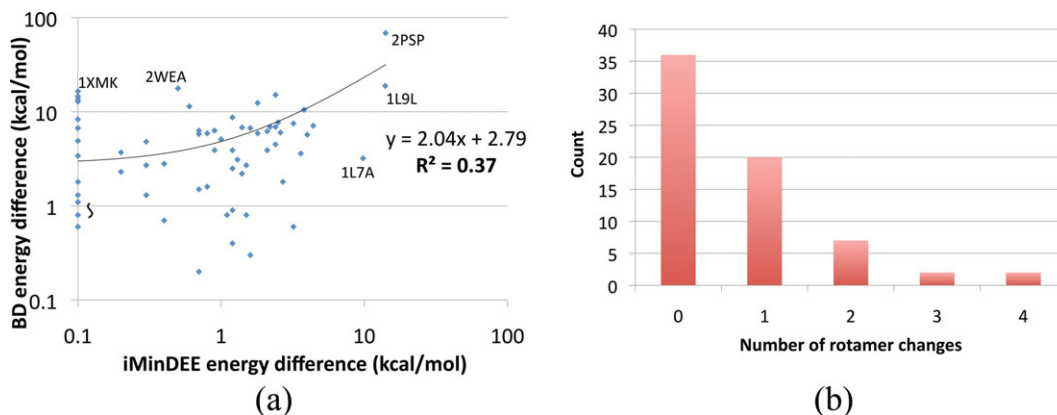 100
10
1
0.1
BD energy difference (kcal/mol)
1XMK
2WEA
2PSP
1L9L
1L7A
y = 2.04x + 2.79
R² = 0.37
0.1 1 10 100
iMinDEE energy difference (kcal/mol)
(a)
40
35
30
25
20
15
10
5
0
Count
0 1 2 3 4
Number of rotamer changes
(b)